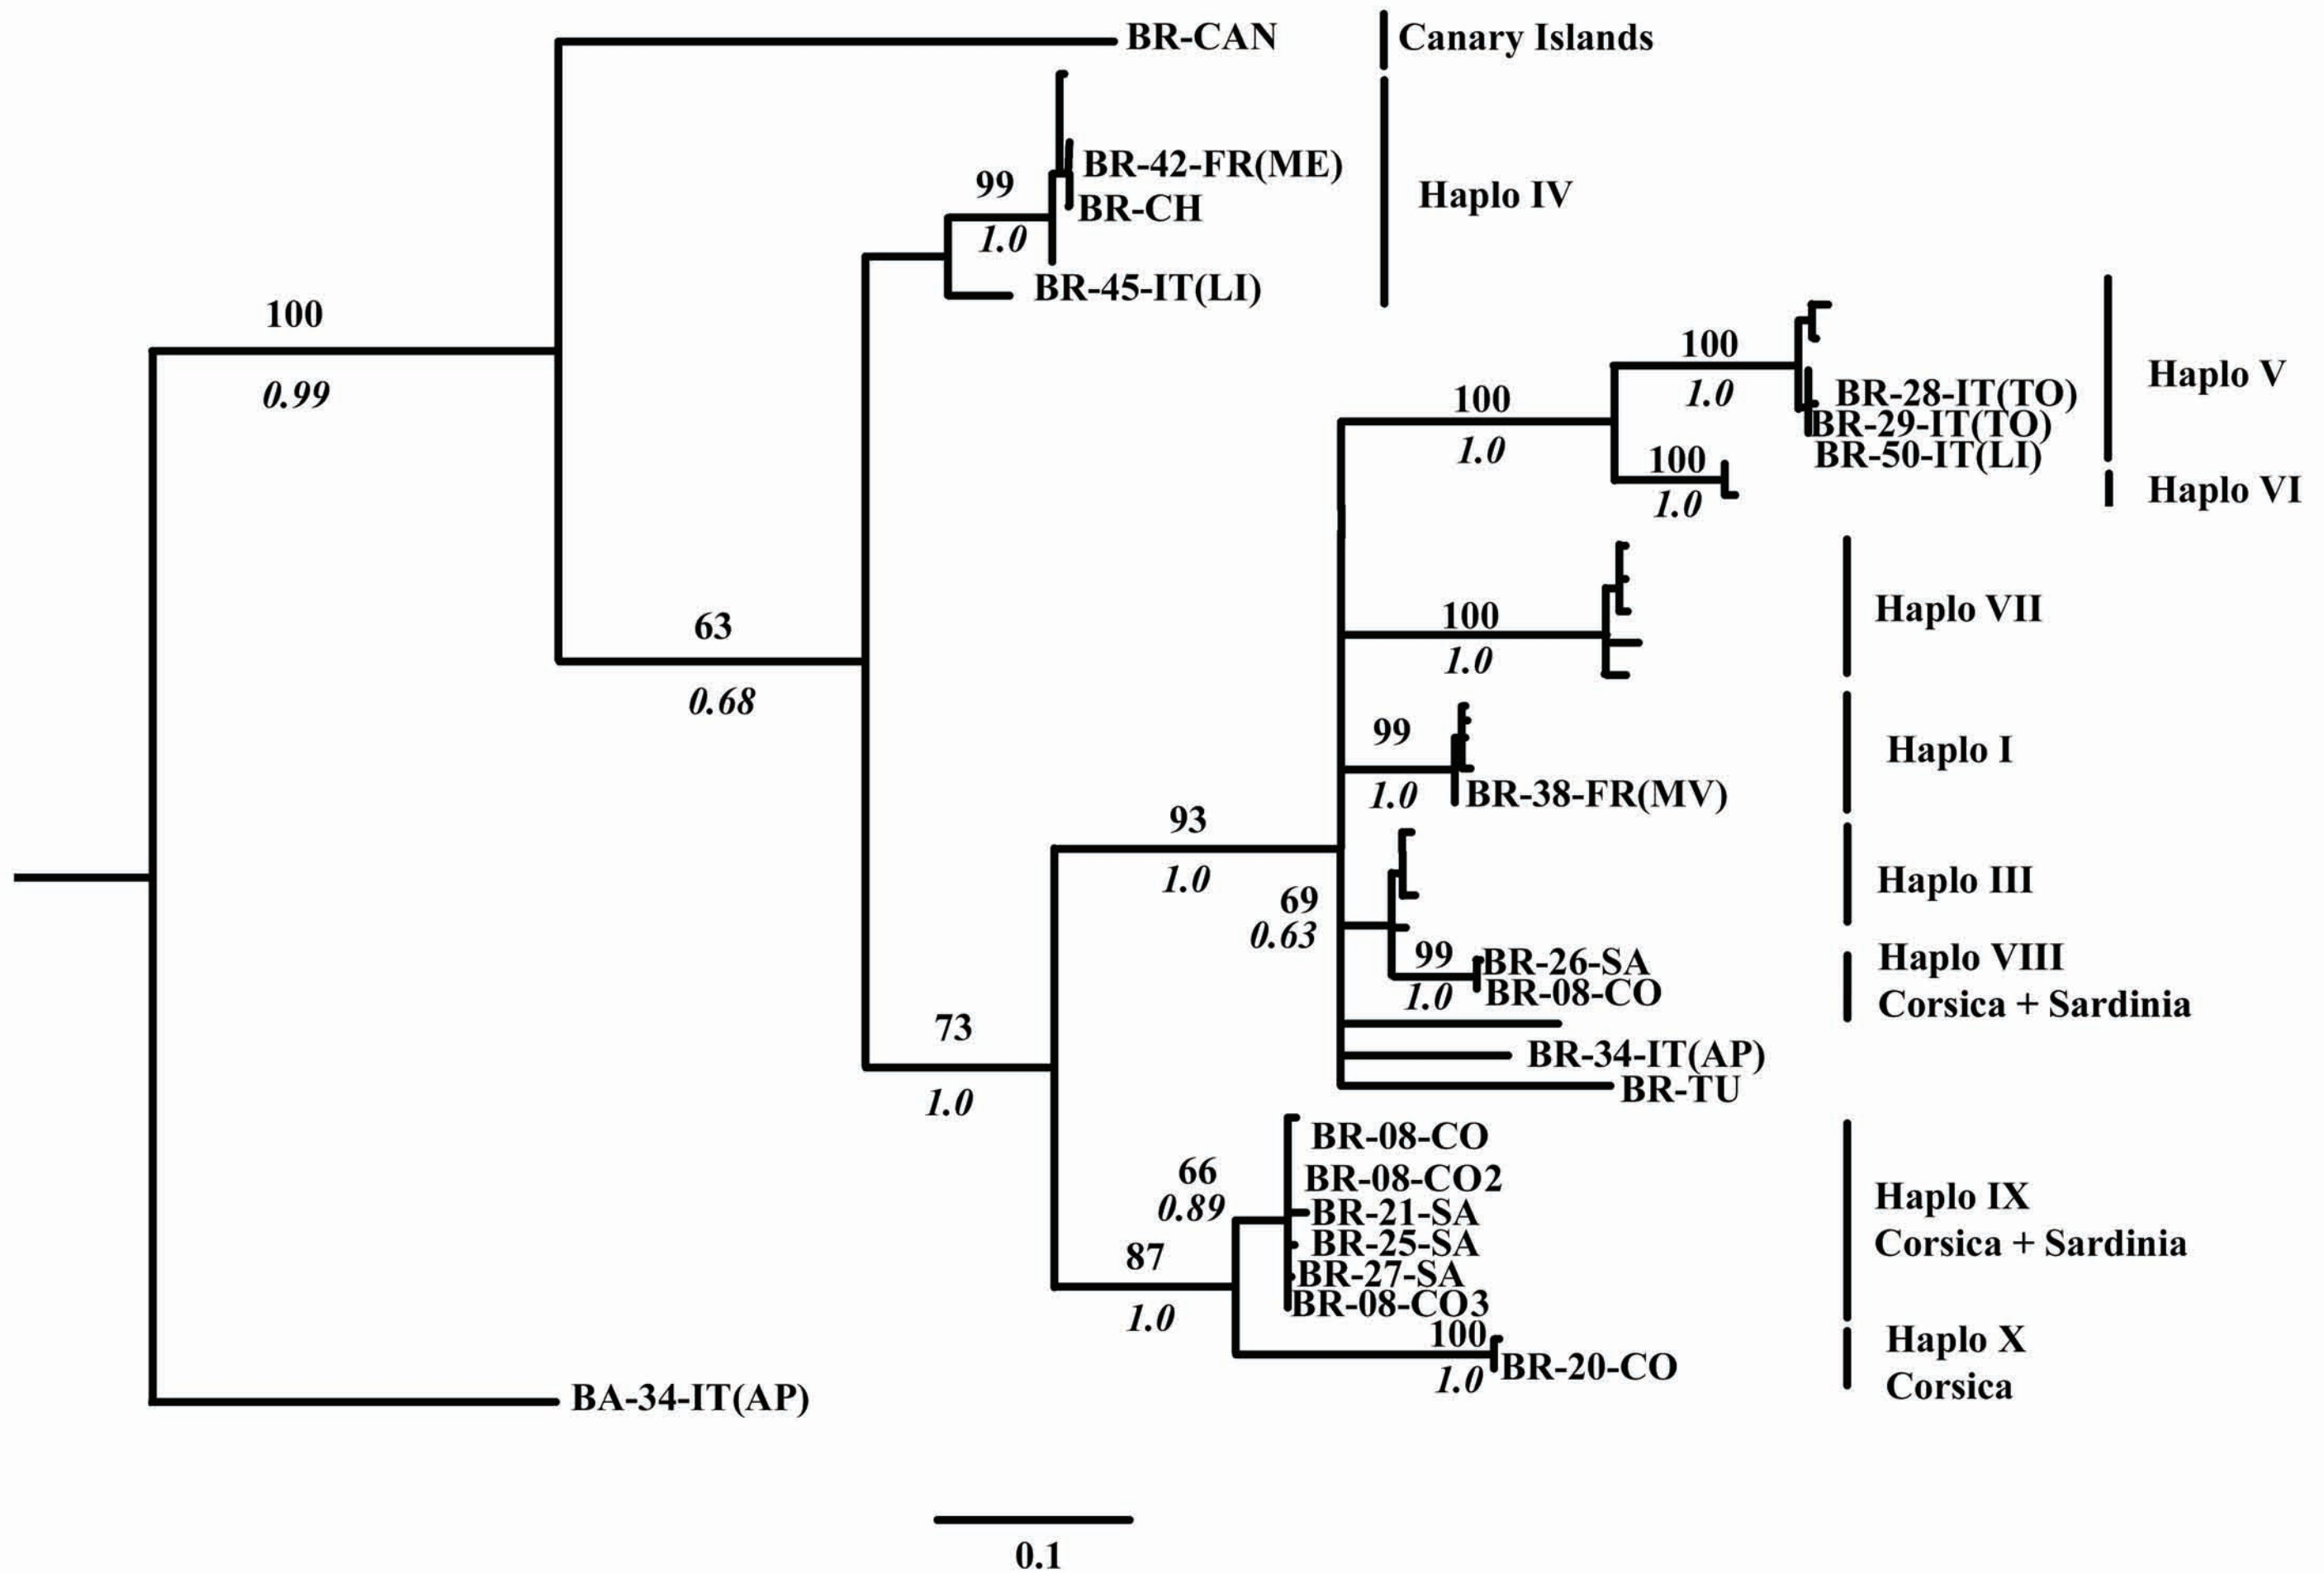 BR-CAN
Canary Islands
BR-42-FR(ME)
99
BR-CH
Haplo IV
1.0
BR-45-IT(LI)
100
0.99
100
100
1.0
BR-28-IT(TO)
BR-29-IT(TO)
BR-50-IT(LI)
Haplo V
100
1.0
1.0
Haplo VI
63
0.68
100
1.0
Haplo VII
99
1.0
BR-38-FR(MV)
Haplo I
93
1.0
69
0.63
Haplo III
99
1.0
BR-26-SA
BR-08-CO
Haplo VIII
Corsica + Sardinia
73
1.0
BR-34-IT(AP)
BR-TU
66
0.89
BR-08-CO
BR-08-CO2
BR-21-SA
BR-25-SA
BR-27-SA
BR-08-CO3
Haplo IX
Corsica + Sardinia
87
1.0
100
1.0
BR-20-CO
Haplo X
Corsica
BA-34-IT(AP)
0.1